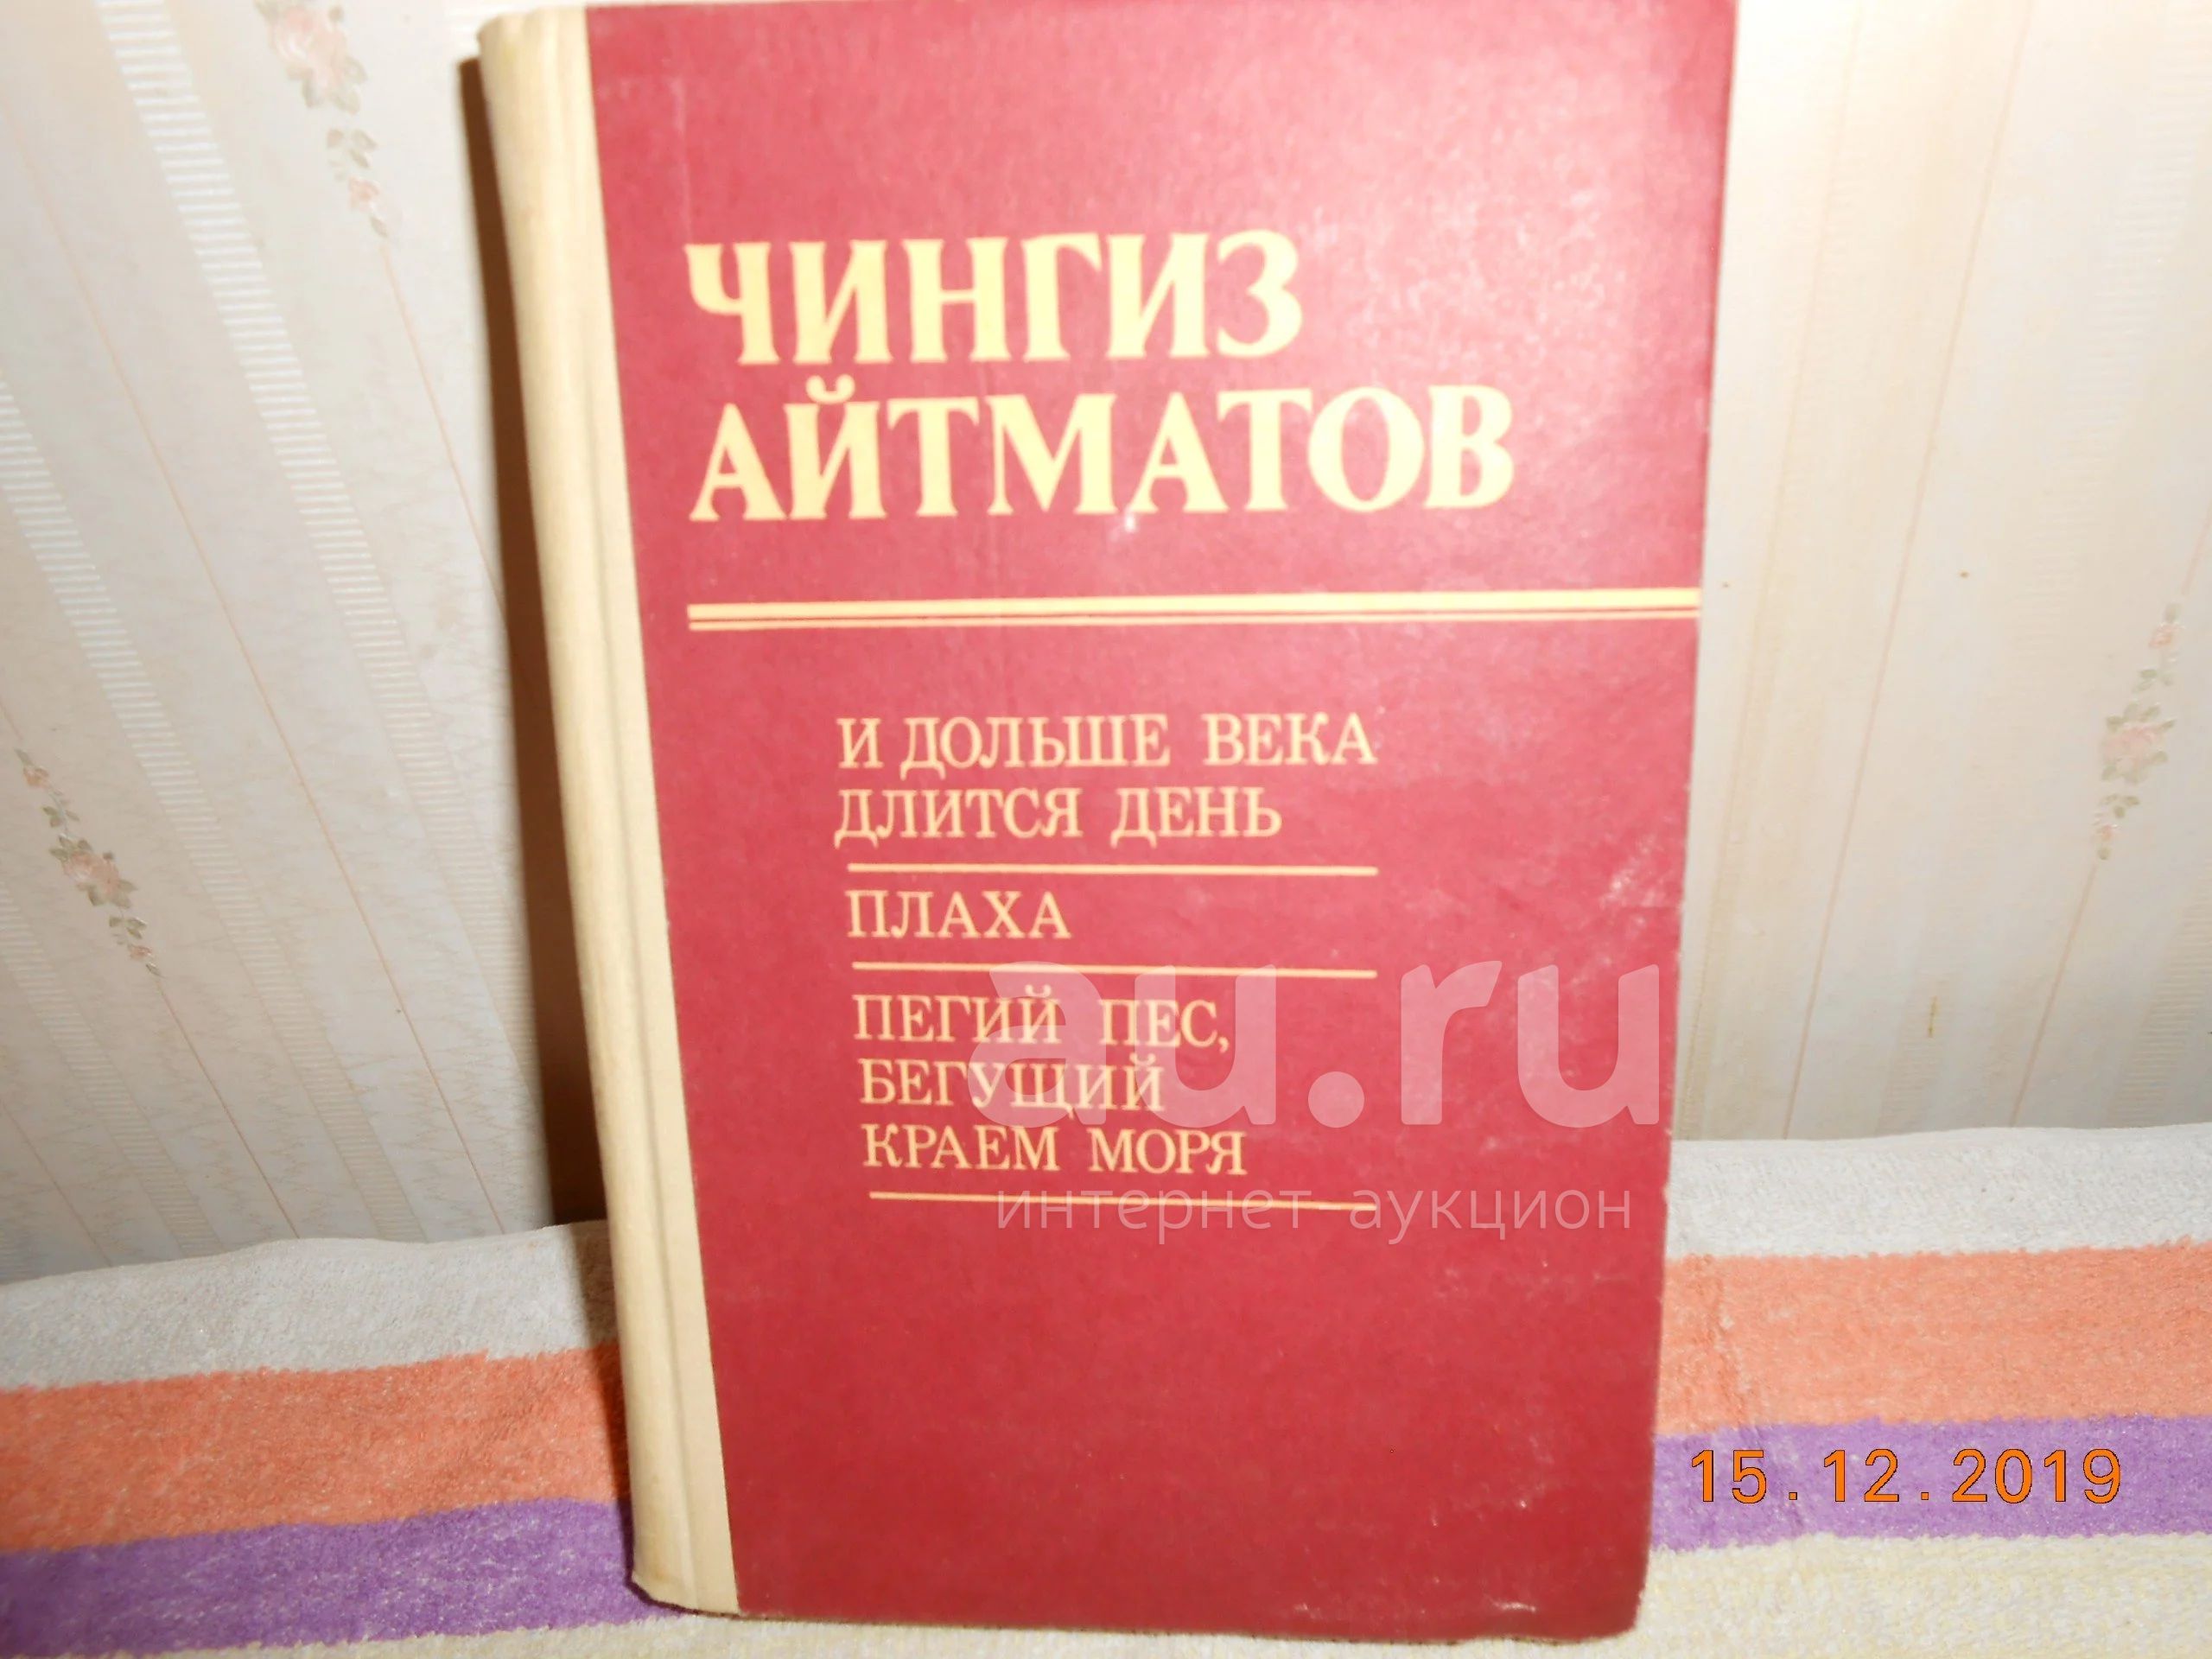 ЧИНГИЗ
АЙТМАТОВ
И ДОЛЬШЕ ВЕКА
ДЛИТСЯ ДЕНЬ
ПЛАХА
ПЕГИЙ ПЕС,
БЕГУЩИЙ
КРАЕМ МОРЯ
au.ru
интернет аукцион
15.12.2019